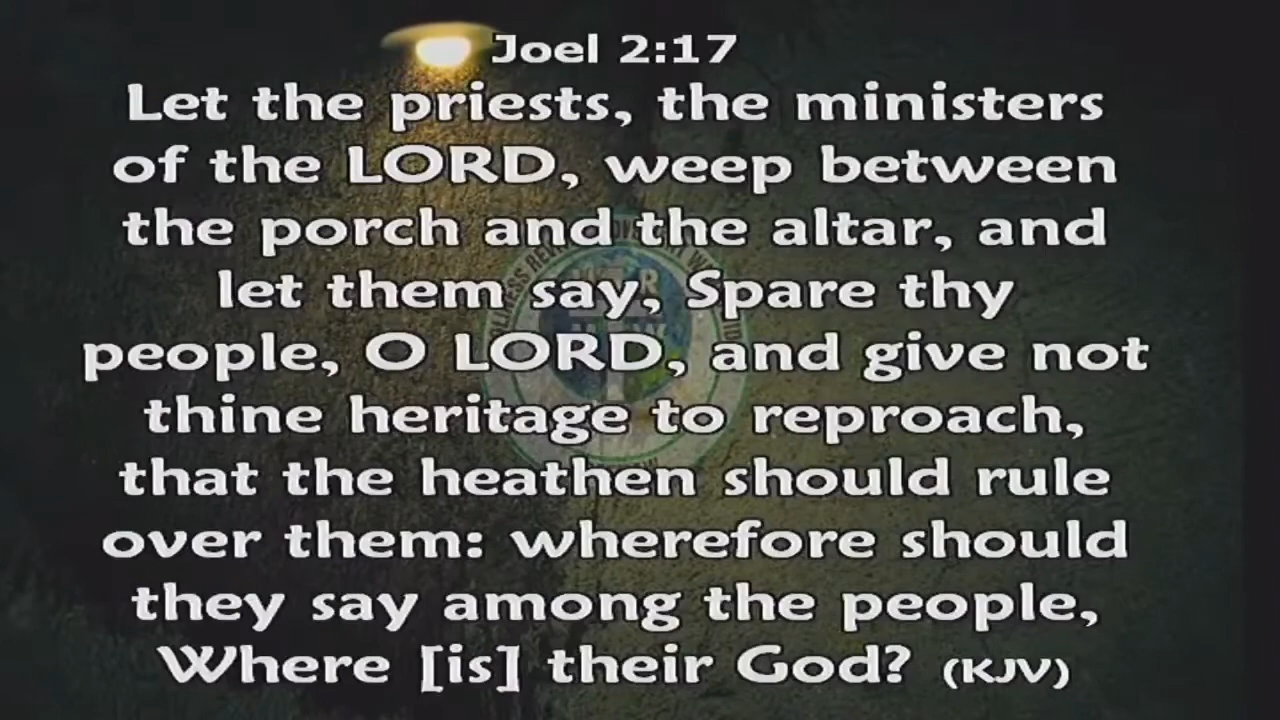 Joel 2:17
Let the priests, the ministers
of the LORD, weep between
the porch and the altar, and
let them say, Spare thy
people, O LORD, and give not
thine heritage to reproach,
that the heathen should rule
over them: wherefore should
they say among the people,
Where [is] their God? (KJV)